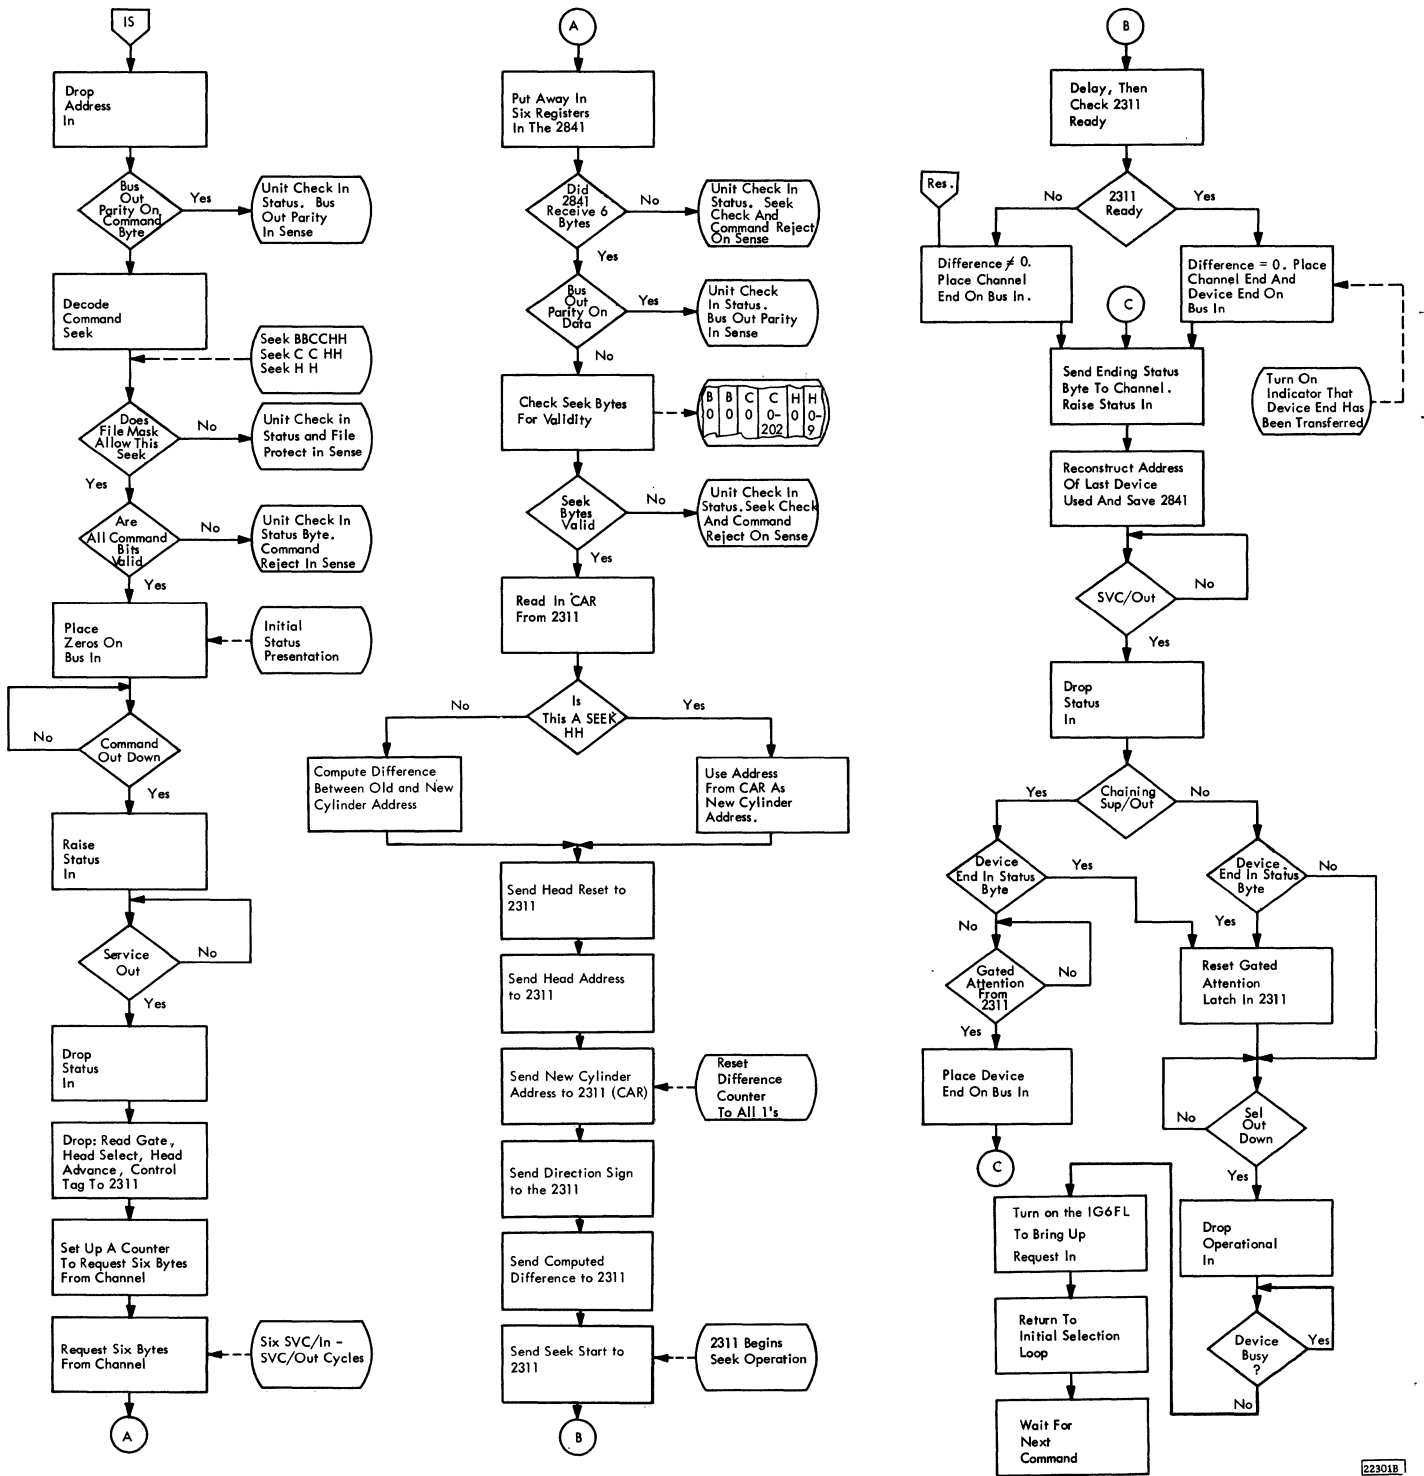 IS
Drop
Address
In
Bus
Out
Parity On
Command
Byte
Yes
Unit Check In
Status. Bus
Out Parity
In Sense
Decode
Command
Seek
Seek BBCCHH
Seek C C HH
Seek H H
Does
File Mask
Allow This
Seek
No
Unit Check in
Status and File
Protect in Sense
Yes
Are
All Command
Bits
Valid
No
Unit Check In
Status Byte.
Command
Reject In Sense
Yes
Place
Zeros On
Bus In
Initial
Status
Presentation
No
Command
Out Down
Yes
Raise
Status
In
Service
Out
No
Yes
Drop
Status
In
Drop: Read Gate,
Head Select, Head
Advance, Control
Tag To 2311
Set Up A Counter
To Request Six Bytes
From Channel
Request Six Bytes
From Channel
Six SVC/In -
SVC/Out Cycles
A
A
Put Away In
Six Registers
In The 2841
Did
2841
Receive 6
Bytes
No
Unit Check In
Status. Seek
Check And
Command Reject
On Sense
Yes
Bus
Out
Parity On
Data
Yes
Unit Check
In Status.
Bus Out Parity
In Sense
No
Check Seek Bytes
For Validity
B B C C H H
0 0 0 0- 0 0-
202 9
Seek
Bytes
Valid
No
Unit Check In
Status. Seek Check
And Command
Reject On Sense
Yes
Read In CAR
From 2311
Is
This A SEEK
HH
No
Yes
Compute Difference
Between Old and New
Cylinder Address
Use Address
From CAR As
New Cylinder
Address.
Send Head Reset to
2311
Send Head Address
to 2311
Send New Cylinder
Address to 2311 (CAR)
Reset
Difference
Counter
To All 1's
Send Direction Sign
to the 2311
Send Computed
Difference to 2311
Send Seek Start to
2311
2311 Begins
Seek Operation
B
B
Delay, Then
Check 2311
Ready
Res.
No
2311
Ready
Yes
Difference ≠ 0.
Place Channel
End On Bus In.
Difference = 0. Place
Channel End And
Device End On
Bus In
C
Send Ending Status
Byte To Channel.
Raise Status In
Turn On
Indicator That
Device End Has
Been Transferred
Reconstruct Address
Of Last Device
Used And Save 2841
SVC/Out
No
Yes
Drop
Status
In
Yes
Chaining
Sup/Out
No
Device
End In Status
Byte
Yes
Device
End In Status
Byte
No
No
Yes
Gated
Attention
From
2311
No
Reset Gated
Attention
Latch In 2311
Yes
Place Device
End On Bus In
C
No
Sel
Out
Down
Yes
Turn on the IG6FL
To Bring Up
Request In
Drop
Operational
In
Return To
Initial Selection
Loop
Device
Busy
?
Yes
No
Wait For
Next
Command
22301B